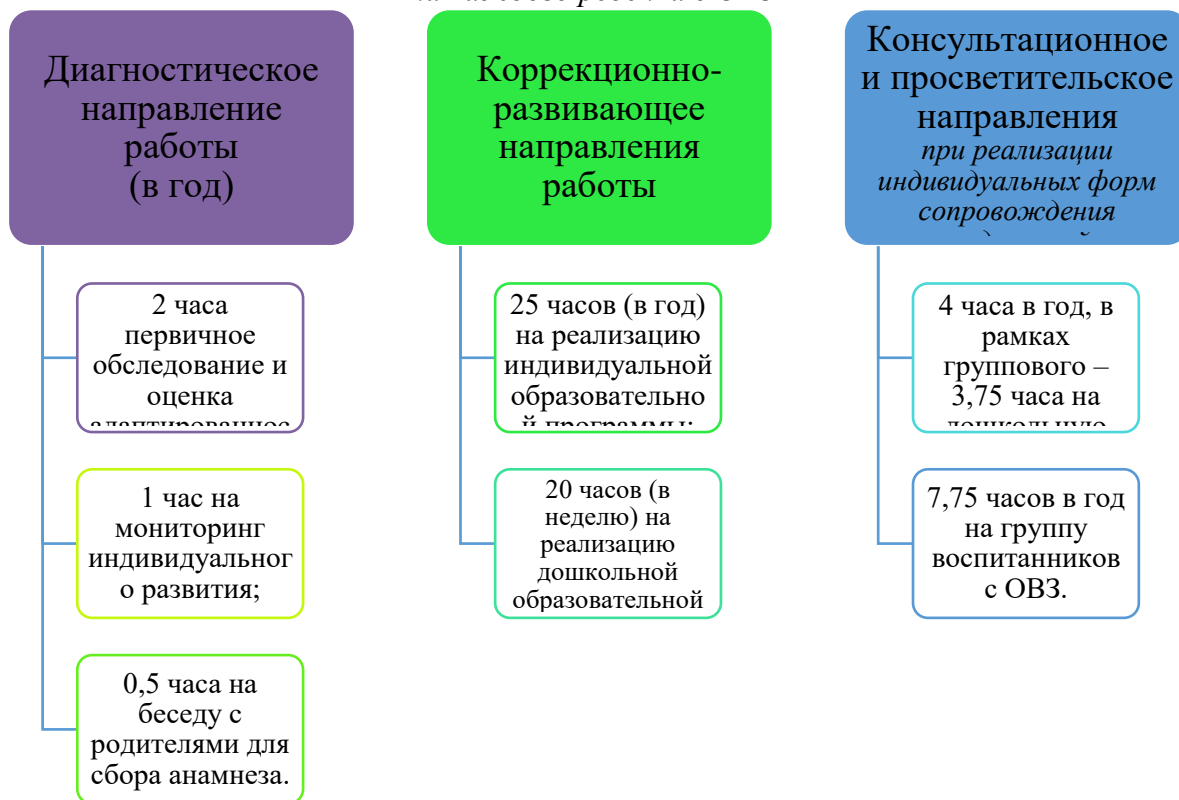 Диагностическое
направление
работы
(в год)
2 часа
первичное
обследование и
оценка
1 час на
мониторинг
индивидуальног
о развития;
0,5 часа на
беседу с
родителями для
сбора анамнеза.
Коррекционно-
развивающее
направления
работы
25 часов (в год)
на реализацию
индивидуальной
образовательно
й программы;
20 часов (в
неделю) на
реализацию
дошкольной
образовательной
Консультационное
и просветительское
направления
при реализации
индивидуальных форм
сопровождения
4 часа в год, в
рамках
группового –
3,75 часа на
дошкольную
7,75 часов в год
на группу
воспитанников
с ОВЗ.